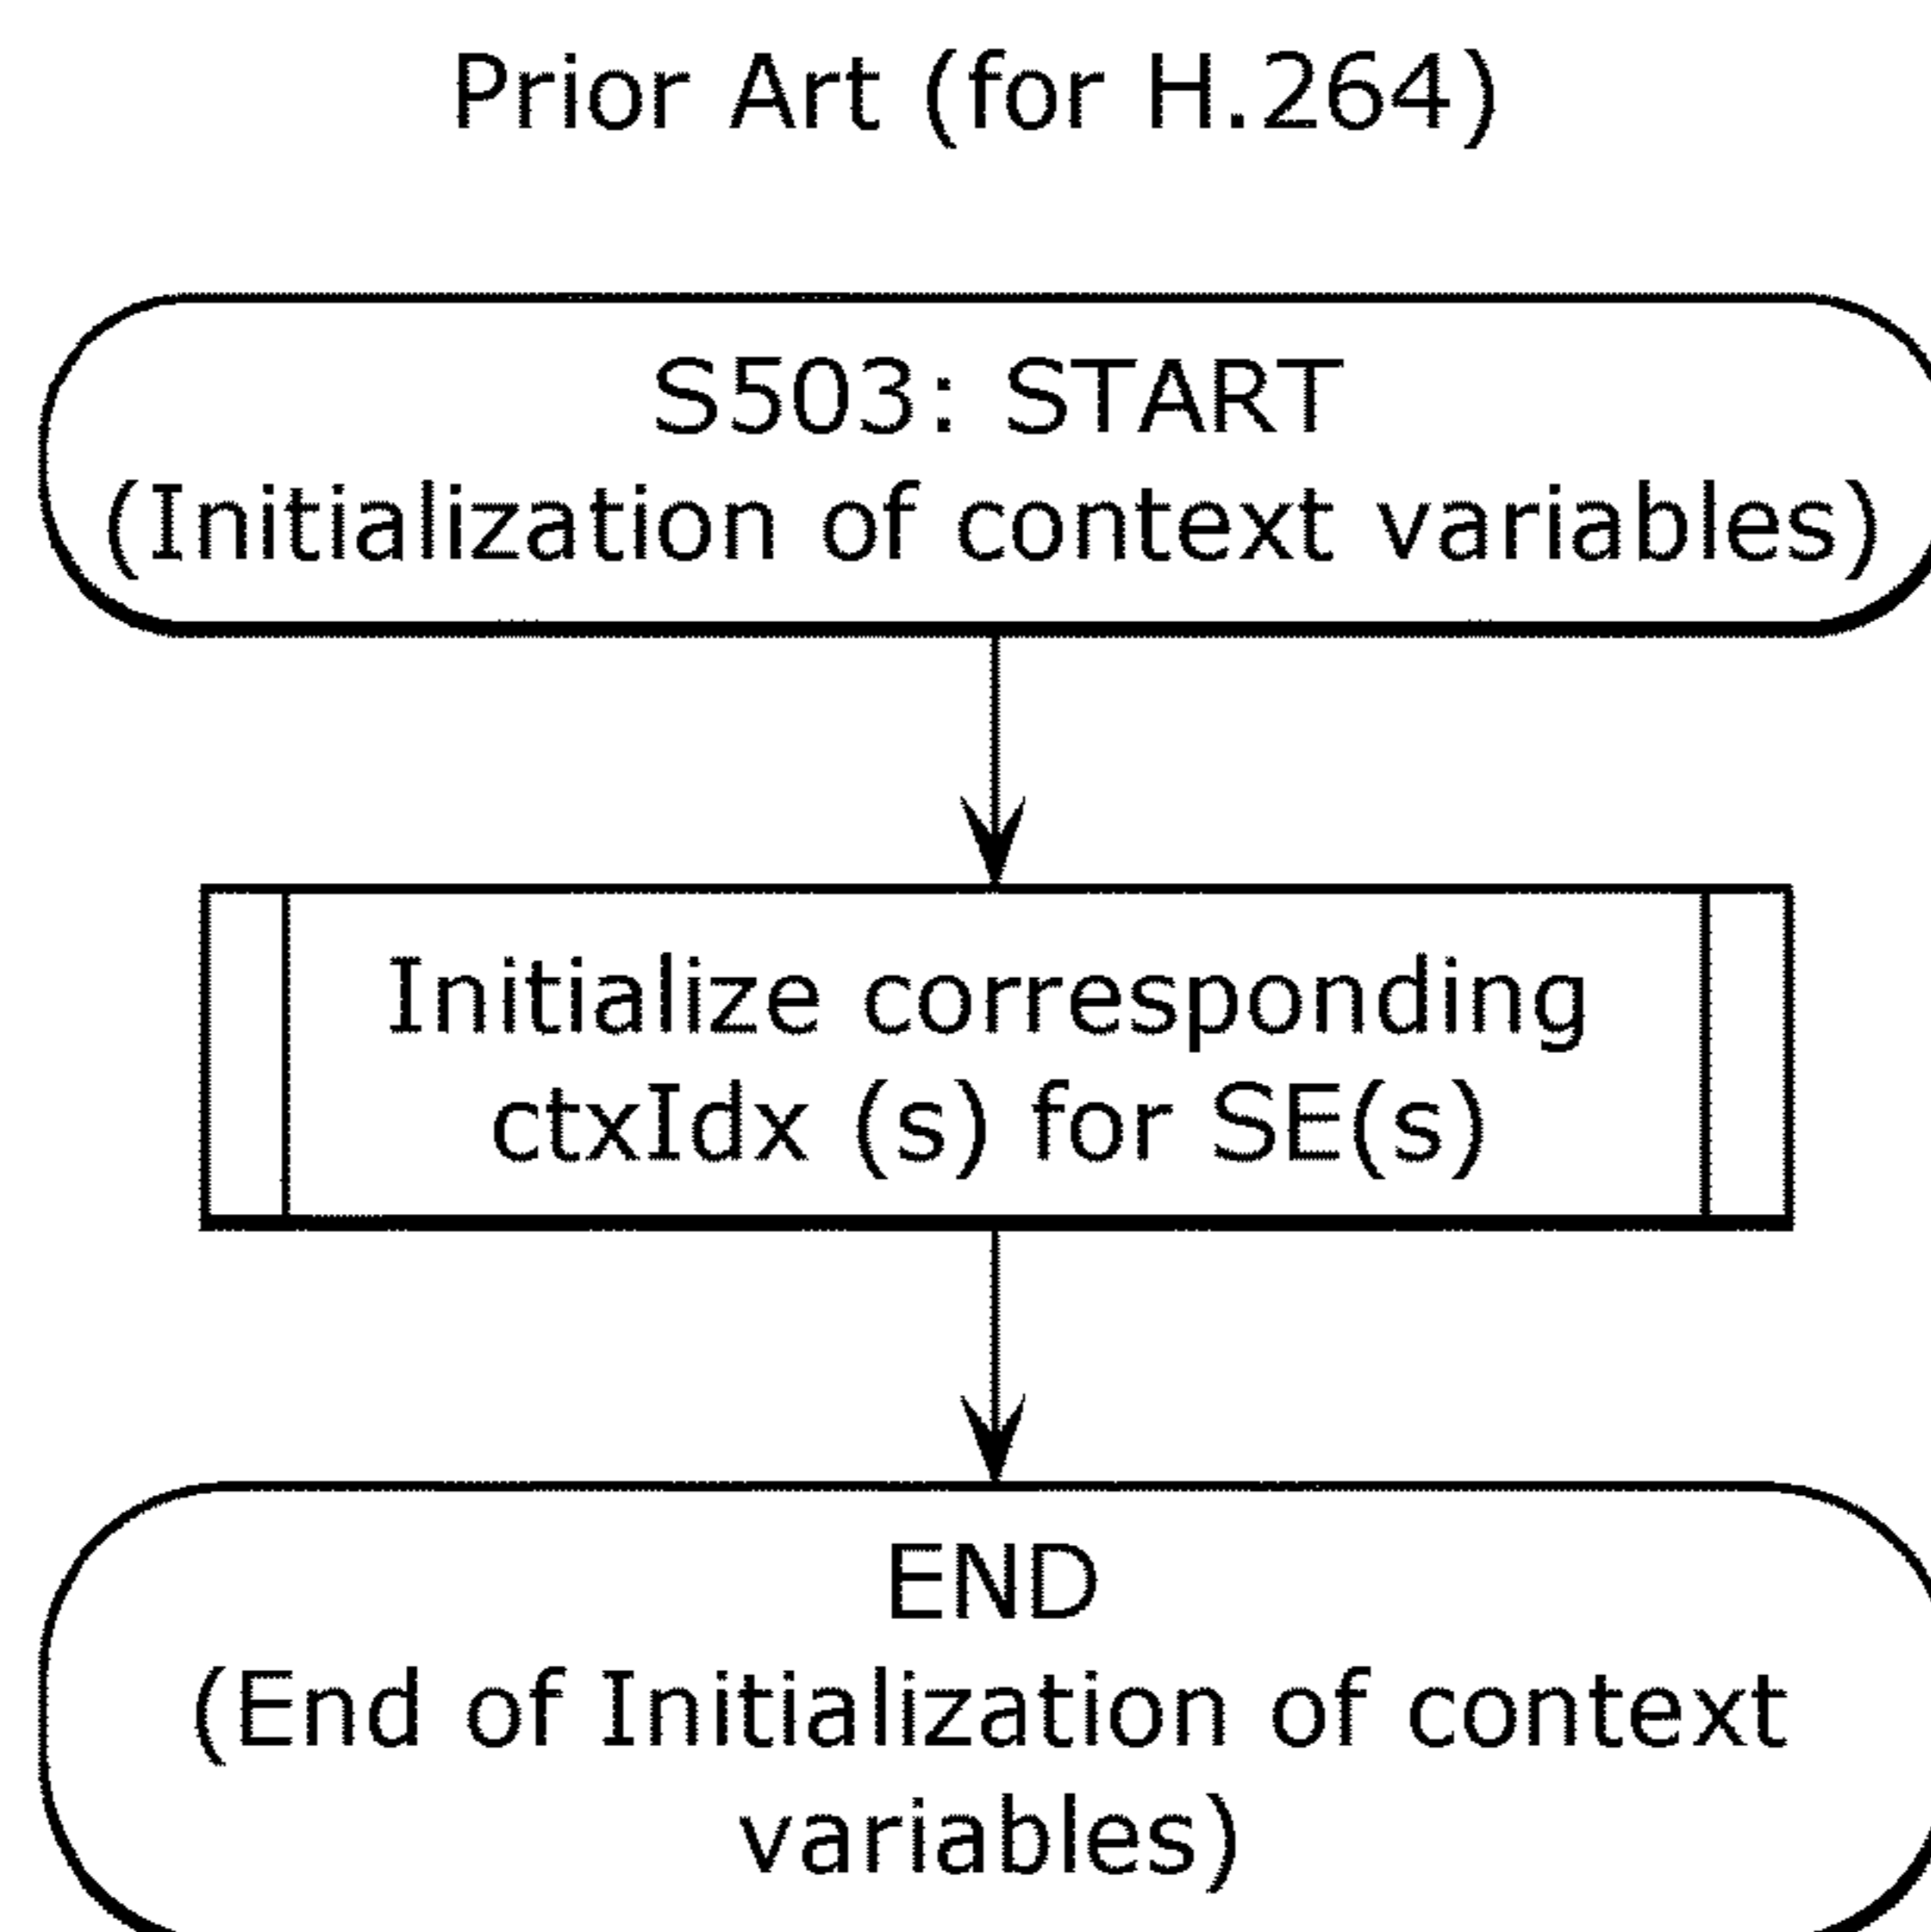 Prior Art (for H.264)
S503: START
(Initialization of context variables)
Initialize corresponding
ctxIdx (s) for SE(s)
END
(End of Initialization of context
variables)